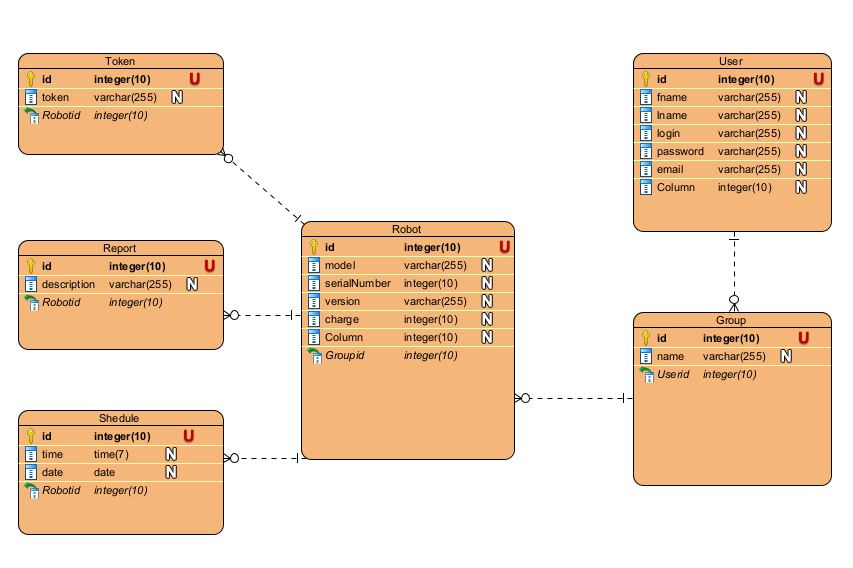 Token
id integer(10) U
token varchar(255) N
Robotid integer(10)
Report
id integer(10) U
description varchar(255) N
Robotid integer(10)
Shedule
id integer(10) U
time time(7) N
date date N
Robotid integer(10)
Robot
id integer(10) U
model varchar(255) N
serialNumber integer(10) N
version varchar(255) N
charge integer(10) N
Column integer(10) N
Groupid integer(10)
User
id integer(10) U
fname varchar(255) N
lname varchar(255) N
login varchar(255) N
password varchar(255) N
email varchar(255) N
Column integer(10) N
Group
id integer(10) U
name varchar(255) N
Userid integer(10)